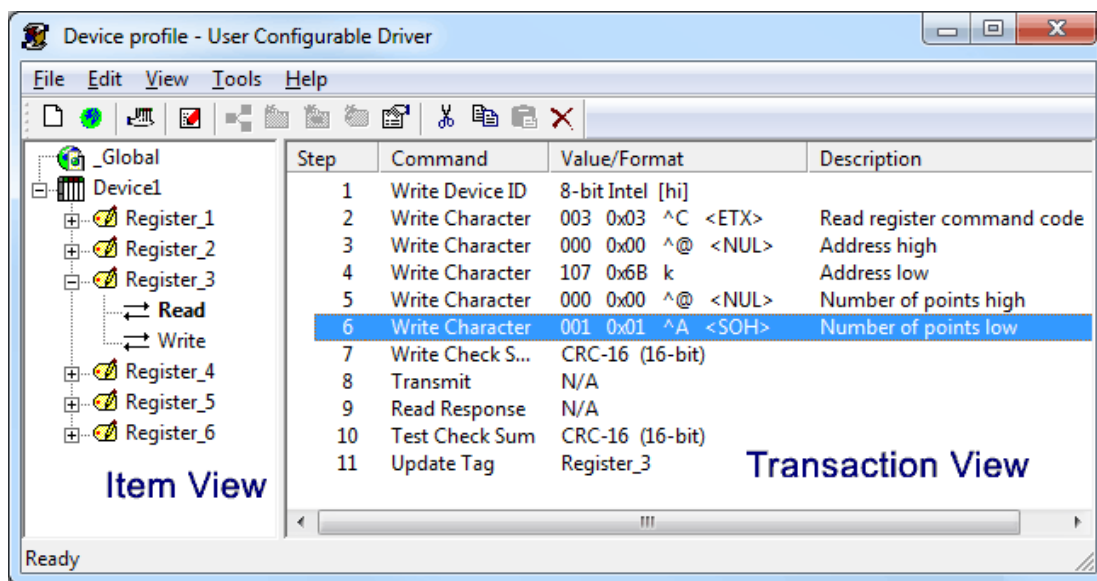 Device profile - User Configurable Driver
File Edit View Tools Help
_Global
Device1
Register_1
Register_2
Register_3
Read
Write
Register_4
Register_5
Register_6
Item View
Step Command Value/Format Description
1 Write Device ID 8-bit Intel [hi]
2 Write Character 003 0x03 ^C <ETX> Read register command code
3 Write Character 000 0x00 ^@ <NUL> Address high
4 Write Character 107 0x6B k Address low
5 Write Character 000 0x00 ^@ <NUL> Number of points high
6 Write Character 001 0x01 ^A <SOH> Number of points low
7 Write Check S... CRC-16 (16-bit)
8 Transmit N/A
9 Read Response N/A
10 Test Check Sum CRC-16 (16-bit)
11 Update Tag Register_3
Transaction View
Ready